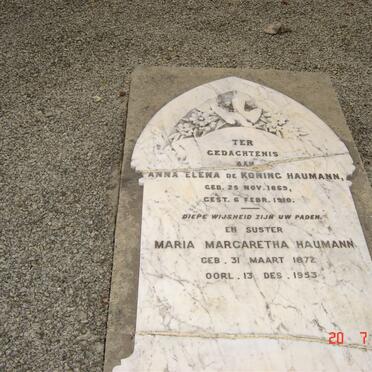 TER
GEDACHTENIS
AAN
ANNA ELENA DE KONING HAUMANN,
GEB. 25 NOV. 1869,
GEST. 6 FEBR. 1910.
DIEPE WIJSHEID ZIJN UW PADEN.
EN SUSTER
MARIA MARGARETHA HAUMANN
GEB. 31 MAART 1872
OORL. 13 DES. 1953
20 7